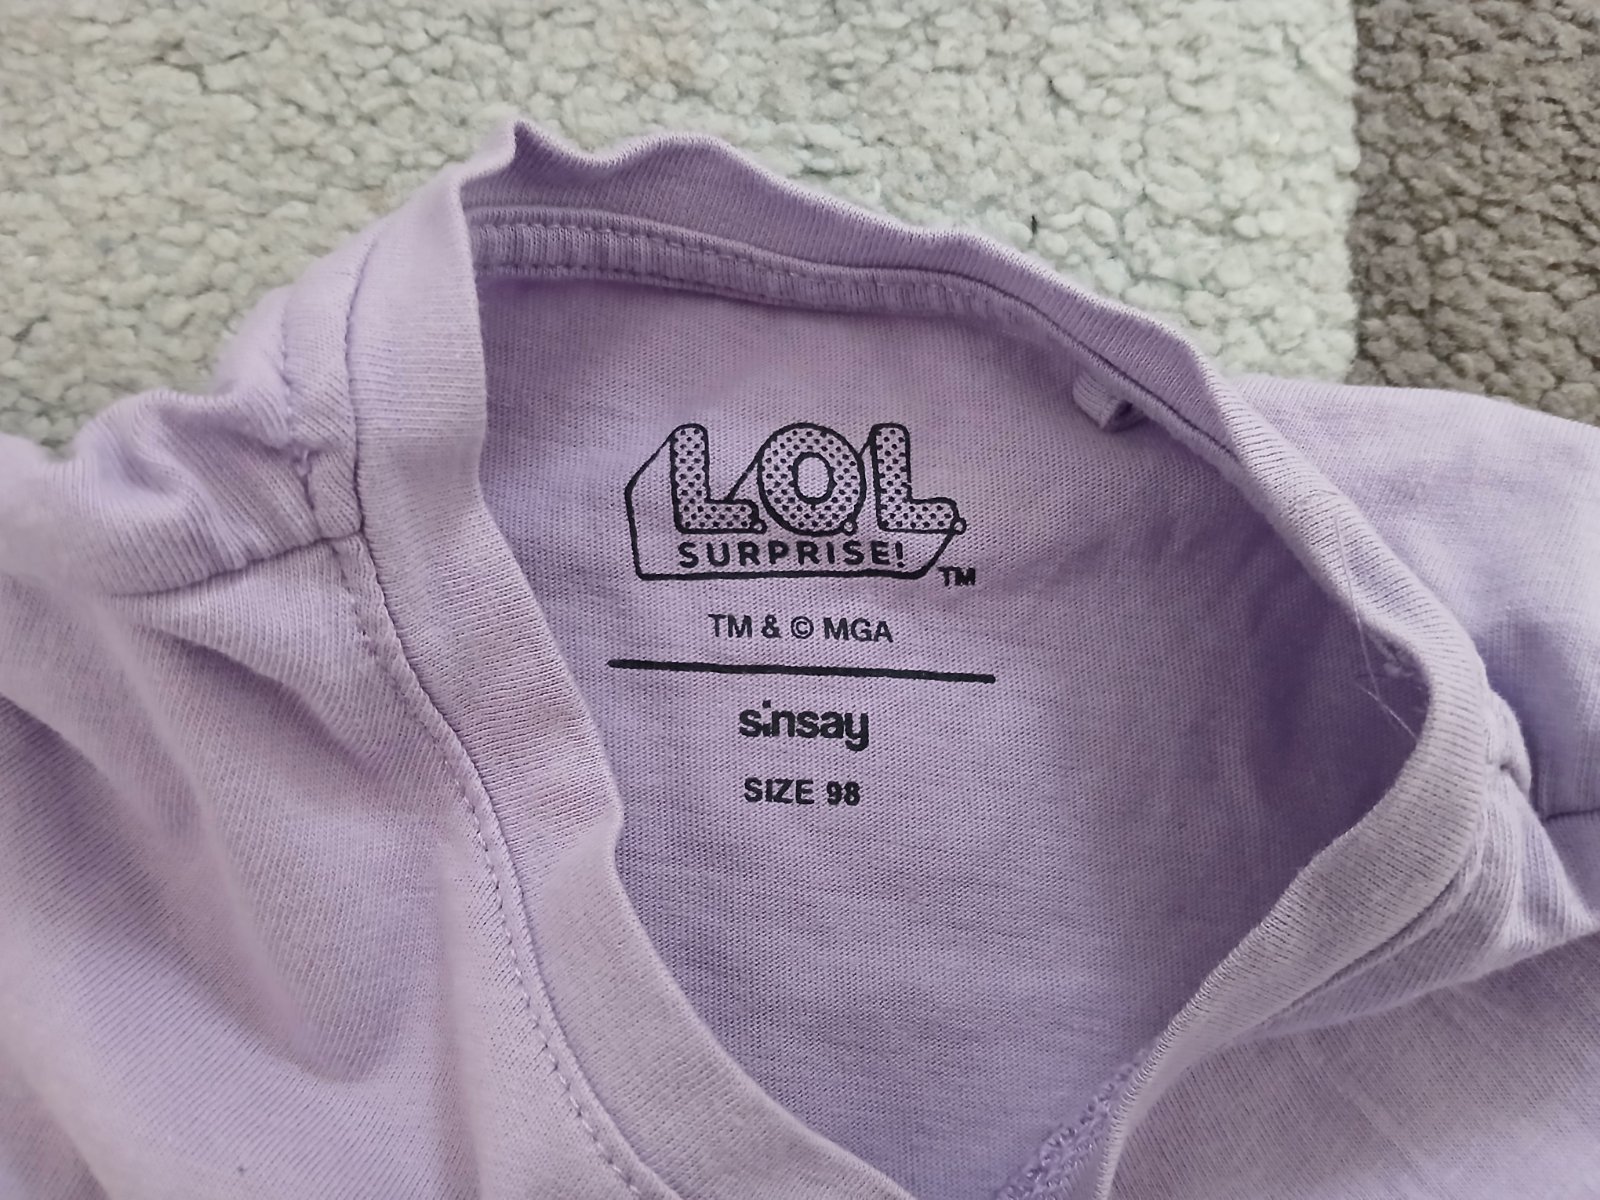 L.O.L.
SURPRISE!
TM
TM & © MGA
sinsay
SIZE 98